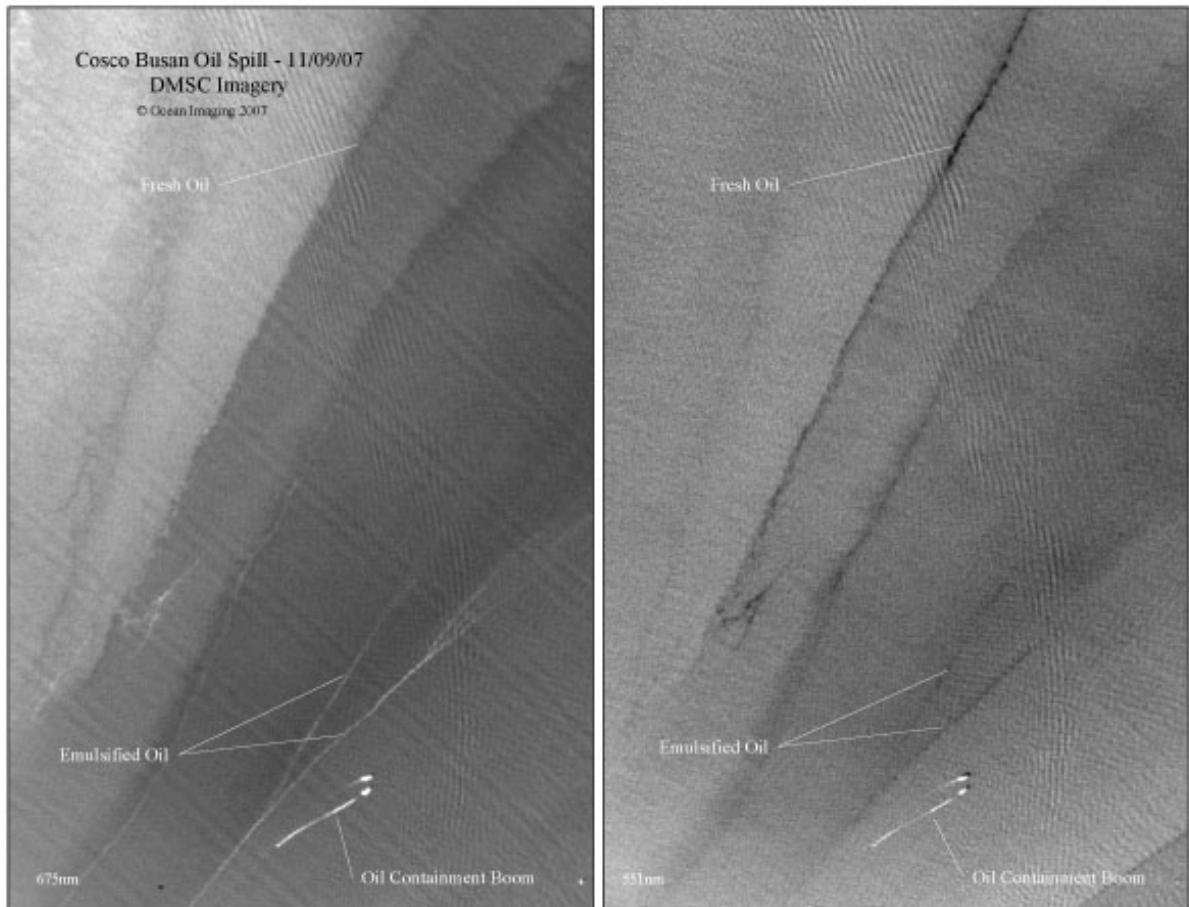 Cosco Busan Oil Spill - 11/09/07
DMSC Imagery
© Ocean Imaging 2007
Fresh Oil
Emulsified Oil
Oil Containment Boom
675nm
Fresh Oil
Emulsified Oil
Oil Containment Boom
551nm